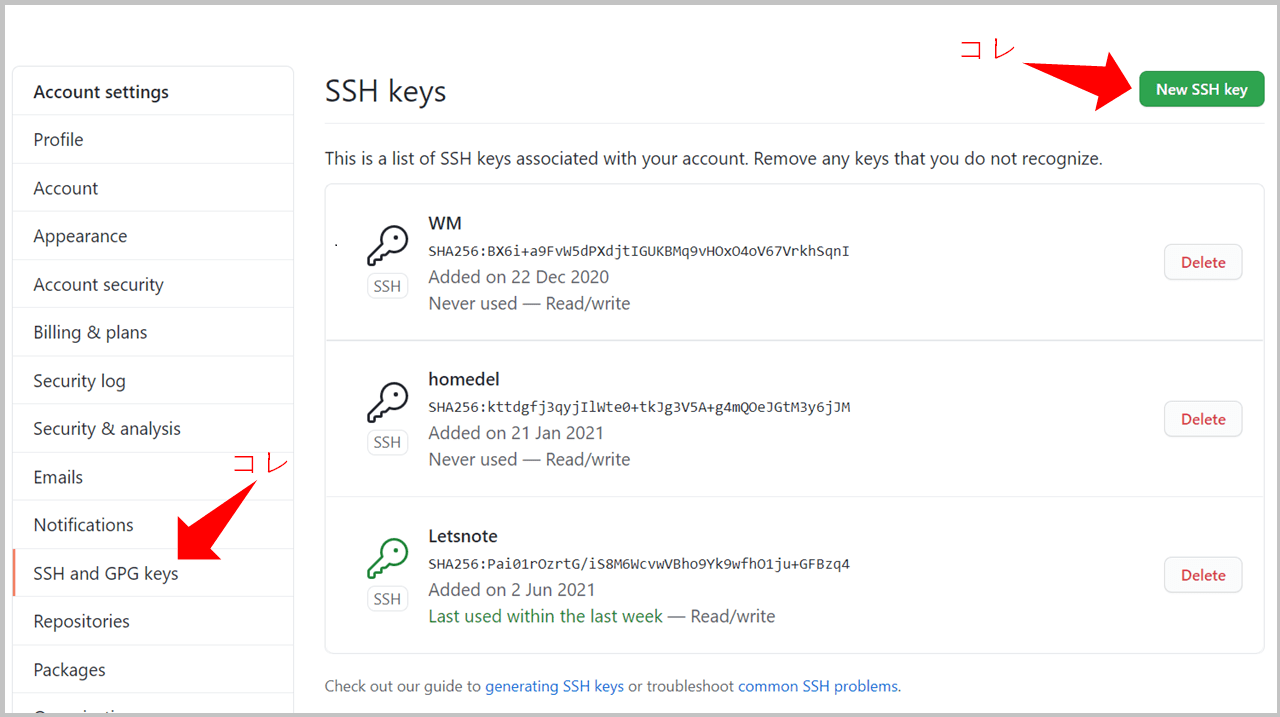 コレ
Account settings
Profile
Account
Appearance
Account security
Billing & plans
Security log
Security & analysis
コレ
Emails
Notifications
SSH and GPG keys
Repositories
Packages
SSH keys
New SSH key
This is a list of SSH keys associated with your account. Remove any keys that you do not recognize.
WM
SHA256:BX6i+a9FvW5dPXdjtIGUKBMq9vHOxO4oV67VrkhSqnI
Added on 22 Dec 2020
Never used — Read/write
SSH
Delete
homedel
SHA256:kttdgfj3qyjIlWte0+tkJg3V5A+g4mQOeJGtM3y6jJM
Added on 21 Jan 2021
Never used — Read/write
SSH
Delete
Letsnote
SHA256:Pai01rOzrtG/iS8M6WcvwVBho9Yk9wfhO1ju+GFBzq4
Added on 2 Jun 2021
Last used within the last week — Read/write
SSH
Delete
Check out our guide to generating SSH keys or troubleshoot common SSH problems.